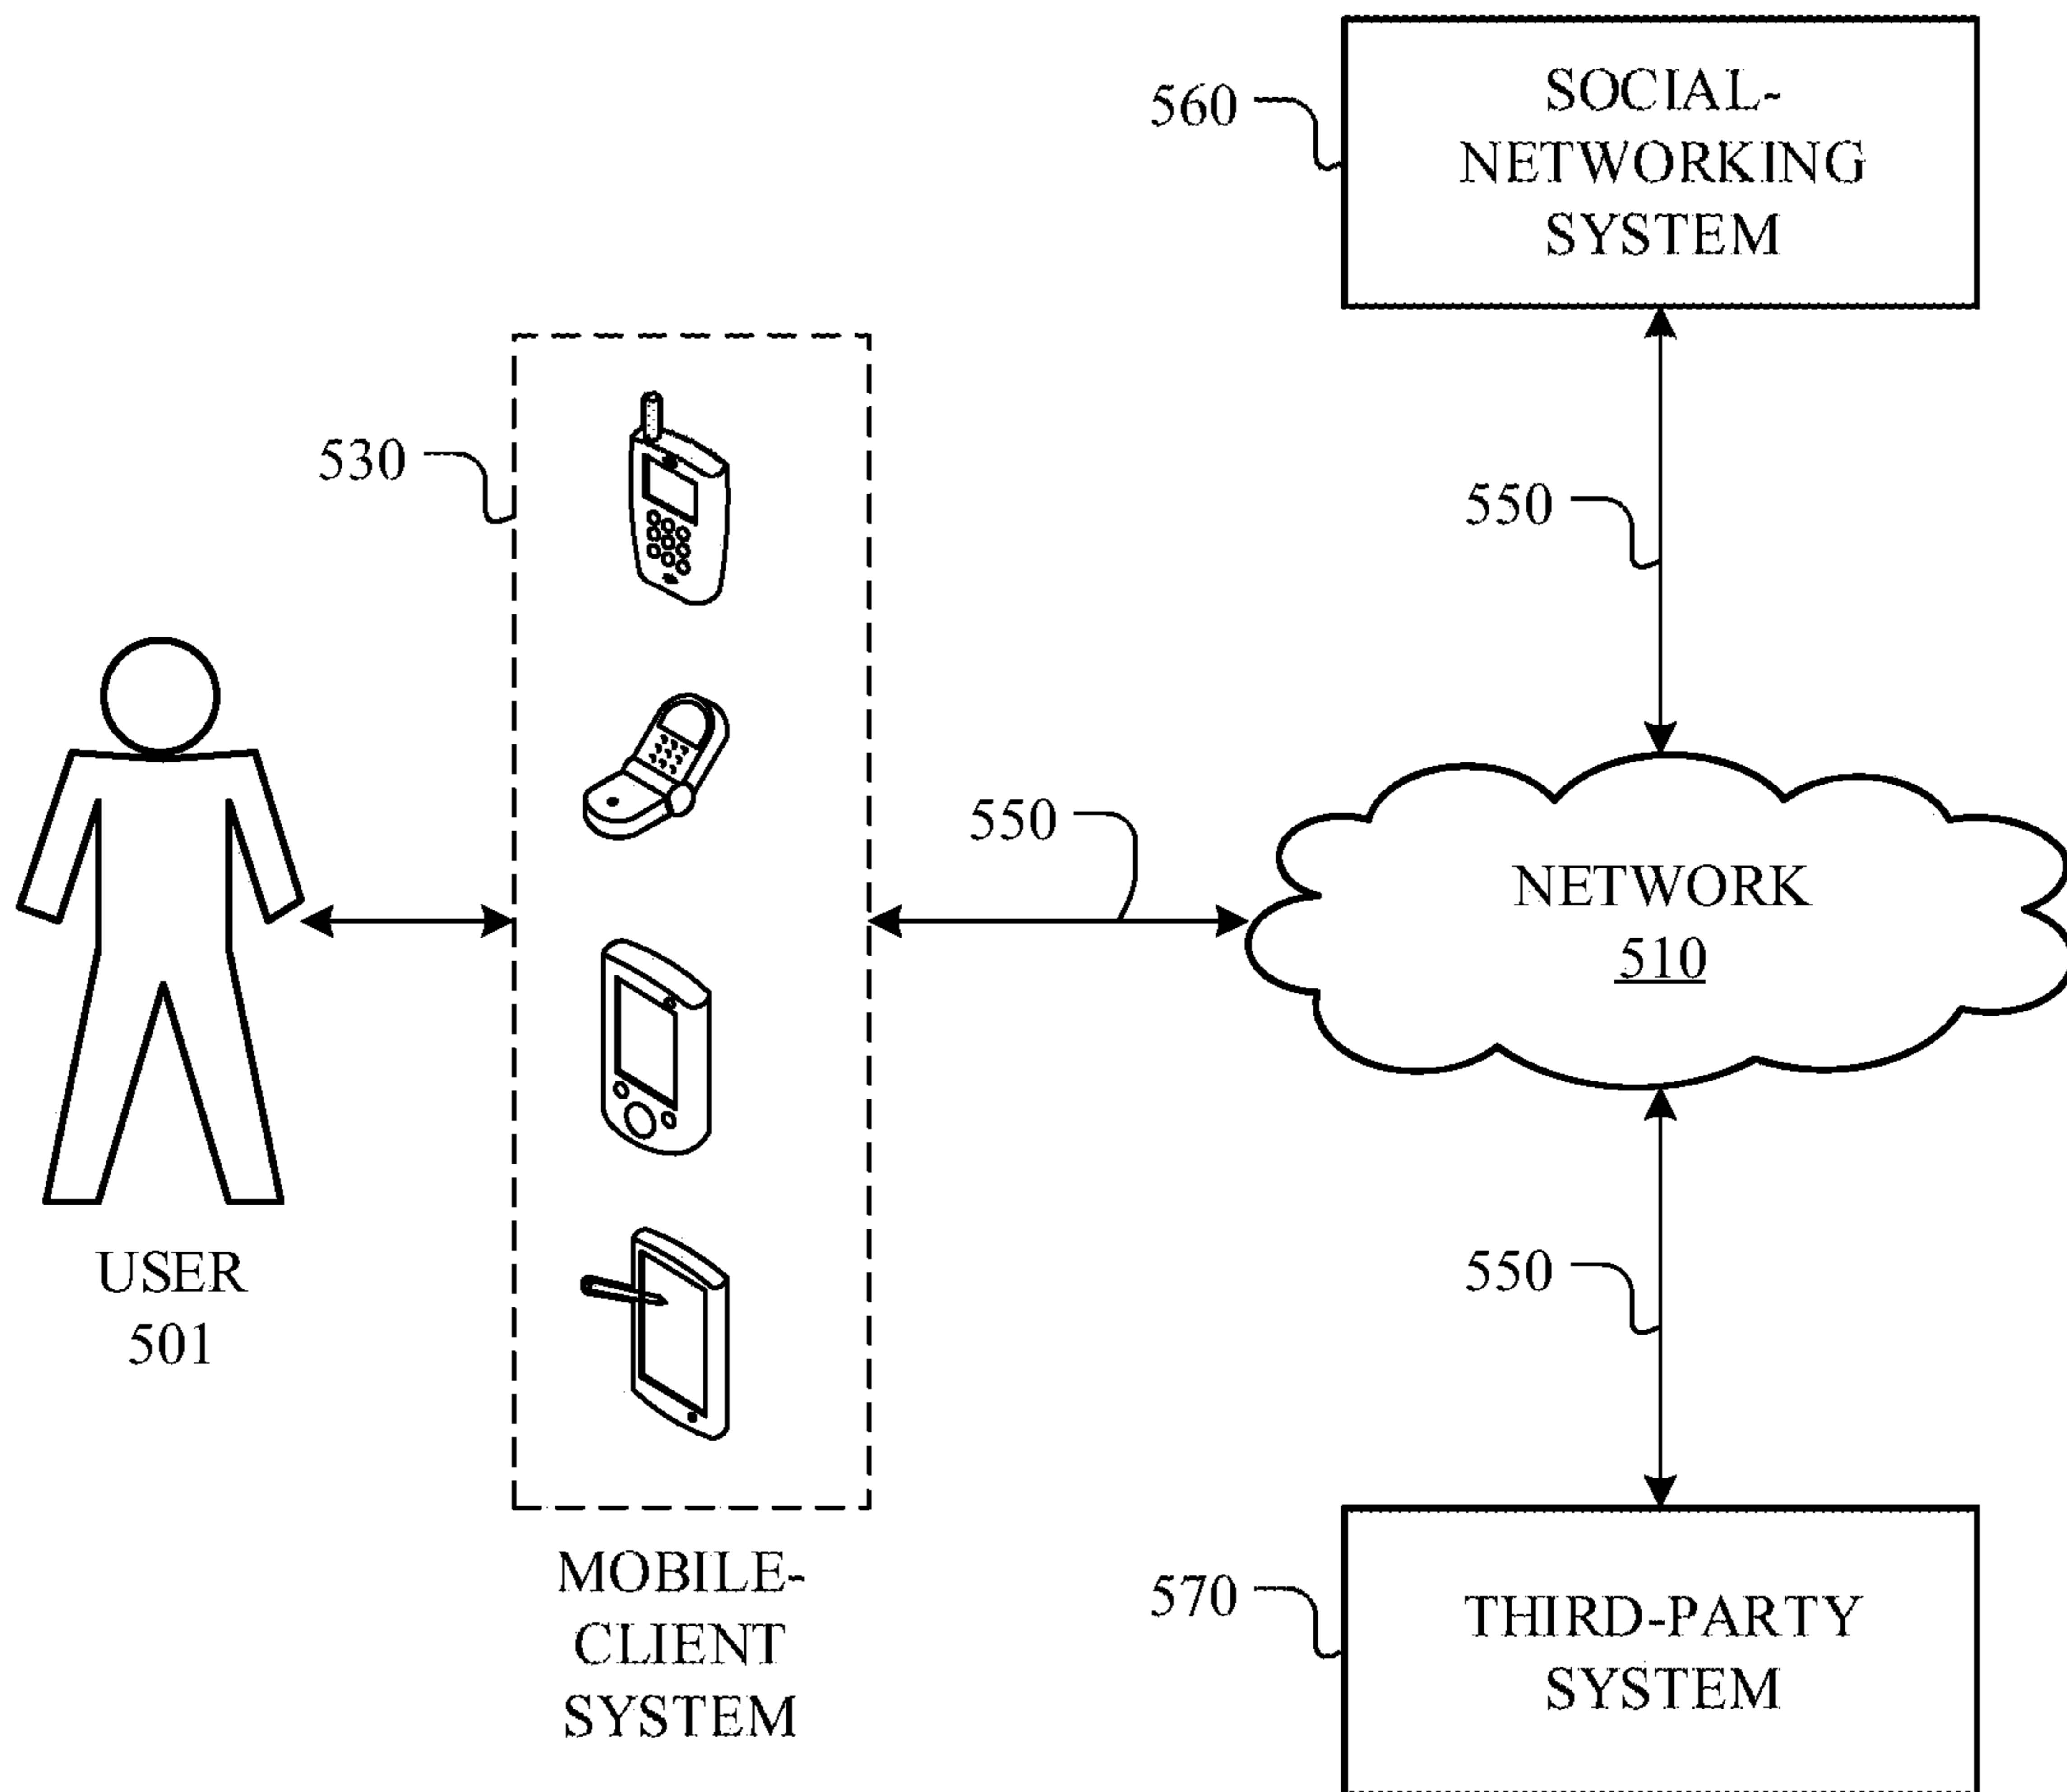 560
SOCIAL-
NETWORKING
SYSTEM
530
550
550
NETWORK
510
USER
501
550
MOBILE-
CLIENT
SYSTEM
570
THIRD-PARTY
SYSTEM